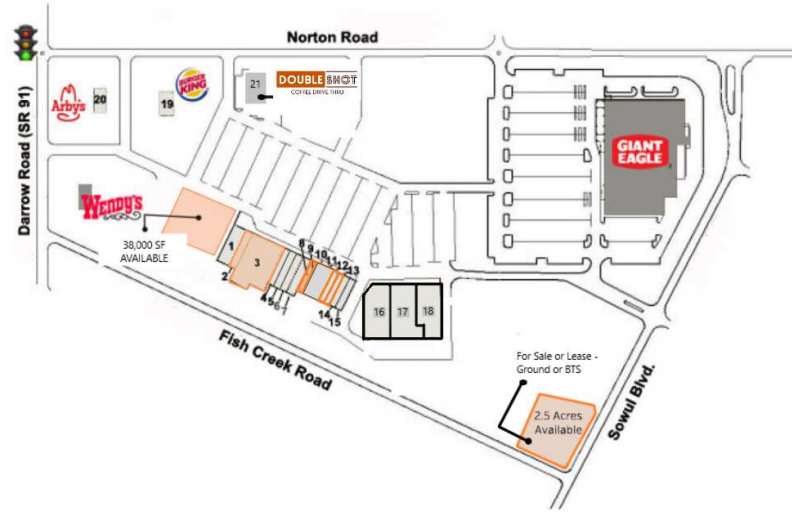 Norton Road
Darrow Road (SR 91)
Arby's
20
BURGER
KING
19
21
DOUBLE SHOT
COFFEE DRIVE THRU
GIANT
EAGLE
WENDY'S
38,000 SF
AVAILABLE
1
2
3
4
5
6
7
8
9
10
11
12
13
14
15
16
17
18
Fish Creek Road
For Sale or Lease -
Ground or BTS
2.5 Acres
Available
Sowul Blvd.